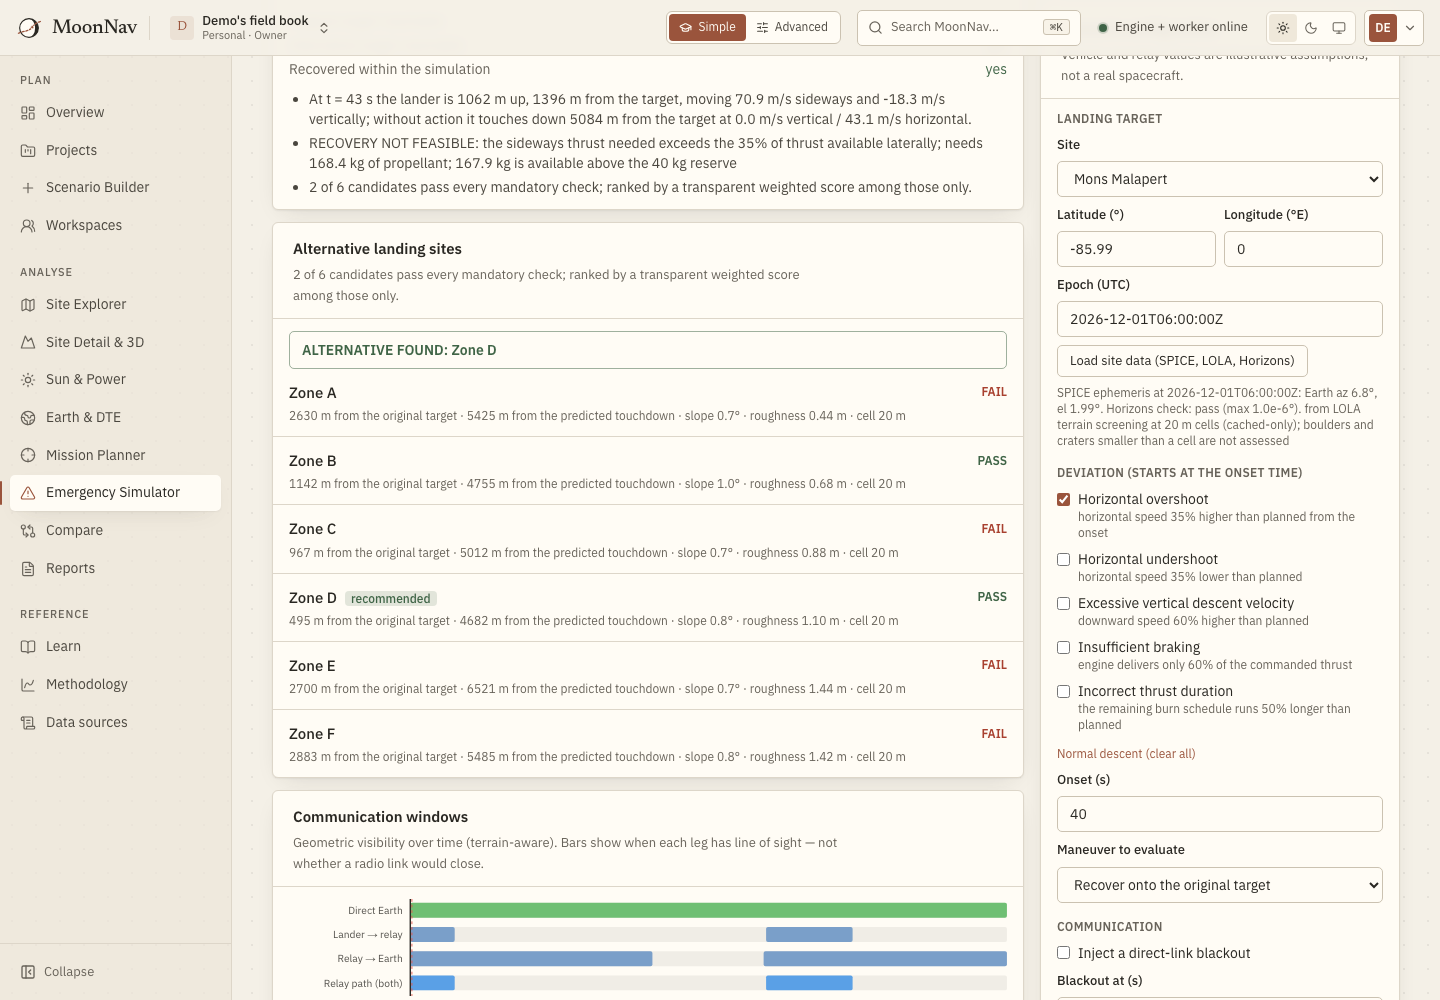 MoonNav
D
Demo's field book
Personal · Owner
Simple
Advanced
Search MoonNav...
⌘K
Engine + worker online
DE
PLAN
Overview
Projects
Scenario Builder
Workspaces
ANALYSE
Site Explorer
Site Detail & 3D
Sun & Power
Earth & DTE
Mission Planner
Emergency Simulator
Compare
Reports
REFERENCE
Learn
Methodology
Data sources
Collapse
Recovered within the simulation
yes
• At t = 43 s the lander is 1062 m up, 1396 m from the target, moving 70.9 m/s sideways and -18.3 m/s
vertically; without action it touches down 5084 m from the target at 0.0 m/s vertical / 43.1 m/s horizontal.
• RECOVERY NOT FEASIBLE: the sideways thrust needed exceeds the 35% of thrust available laterally; needs
168.4 kg of propellant; 167.9 kg is available above the 40 kg reserve
• 2 of 6 candidates pass every mandatory check; ranked by a transparent weighted score among those only.
Alternative landing sites
2 of 6 candidates pass every mandatory check; ranked by a transparent weighted score
among those only.
ALTERNATIVE FOUND: Zone D
Zone A
FAIL
2630 m from the original target · 5425 m from the predicted touchdown · slope 0.7° · roughness 0.44 m · cell 20 m
Zone B
PASS
1142 m from the original target · 4755 m from the predicted touchdown · slope 1.0° · roughness 0.68 m · cell 20 m
Zone C
FAIL
967 m from the original target · 5012 m from the predicted touchdown · slope 0.7° · roughness 0.88 m · cell 20 m
Zone D recommended
PASS
495 m from the original target · 4682 m from the predicted touchdown · slope 0.8° · roughness 1.10 m · cell 20 m
Zone E
FAIL
2700 m from the original target · 6521 m from the predicted touchdown · slope 0.7° · roughness 1.44 m · cell 20 m
Zone F
FAIL
2883 m from the original target · 5485 m from the predicted touchdown · slope 0.8° · roughness 1.42 m · cell 20 m
Communication windows
Geometric visibility over time (terrain-aware). Bars show when each leg has line of sight — not
whether a radio link would close.
Direct Earth
Lander → relay
Relay → Earth
Relay path (both)
vehicle and relay values are illustrative assumptions,
not a real spacecraft.
LANDING TARGET
Site
Mons Malapert
Latitude (°)
Longitude (°E)
-85.99
0
Epoch (UTC)
2026-12-01T06:00:00Z
Load site data (SPICE, LOLA, Horizons)
SPICE ephemeris at 2026-12-01T06:00:00Z: Earth az 6.8°,
el 1.99°. Horizons check: pass (max 1.0e-6°). from LOLA
terrain screening at 20 m cells (cached-only); boulders and
craters smaller than a cell are not assessed
DEVIATION (STARTS AT THE ONSET TIME)
Horizontal overshoot
horizontal speed 35% higher than planned from the
onset
Horizontal undershoot
horizontal speed 35% lower than planned
Excessive vertical descent velocity
downward speed 60% higher than planned
Insufficient braking
engine delivers only 60% of the commanded thrust
Incorrect thrust duration
the remaining burn schedule runs 50% longer than
planned
Normal descent (clear all)
Onset (s)
40
Maneuver to evaluate
Recover onto the original target
COMMUNICATION
Inject a direct-link blackout
Blackout at (s)